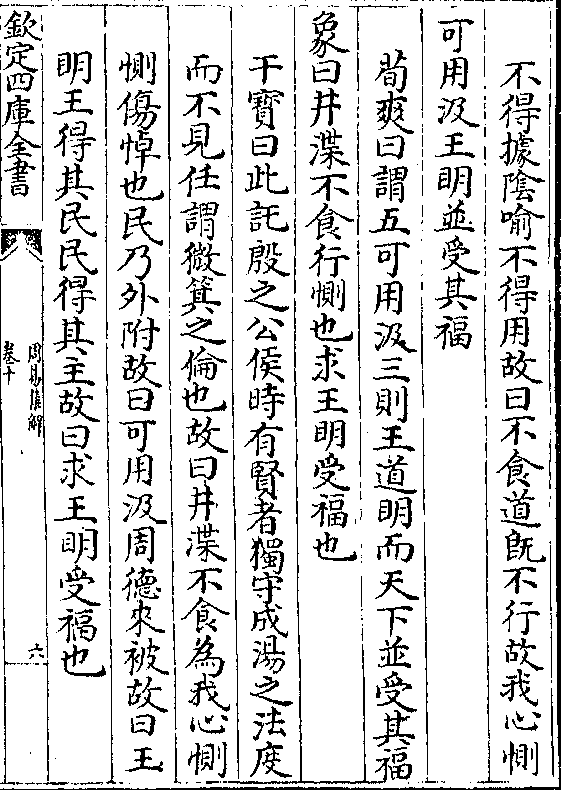 不得據陰喻不得用故曰不食道旣不行故我心惻
可用汲王明並受其福
荀爽曰謂五可用汲三則王道明而天下並受其福
象曰井渫不食行惻也求王明受福也
干寶曰此託殷之公侯時有賢者獨守成湯之法度
而不見任謂微箕之倫也故曰井渫不食為我心惻
惻傷悼也民乃外附故曰可用汲周德來被故曰王
明王得其民民得其主故曰求王明受福也
欽定四庫全書
周易集解
卷十
六